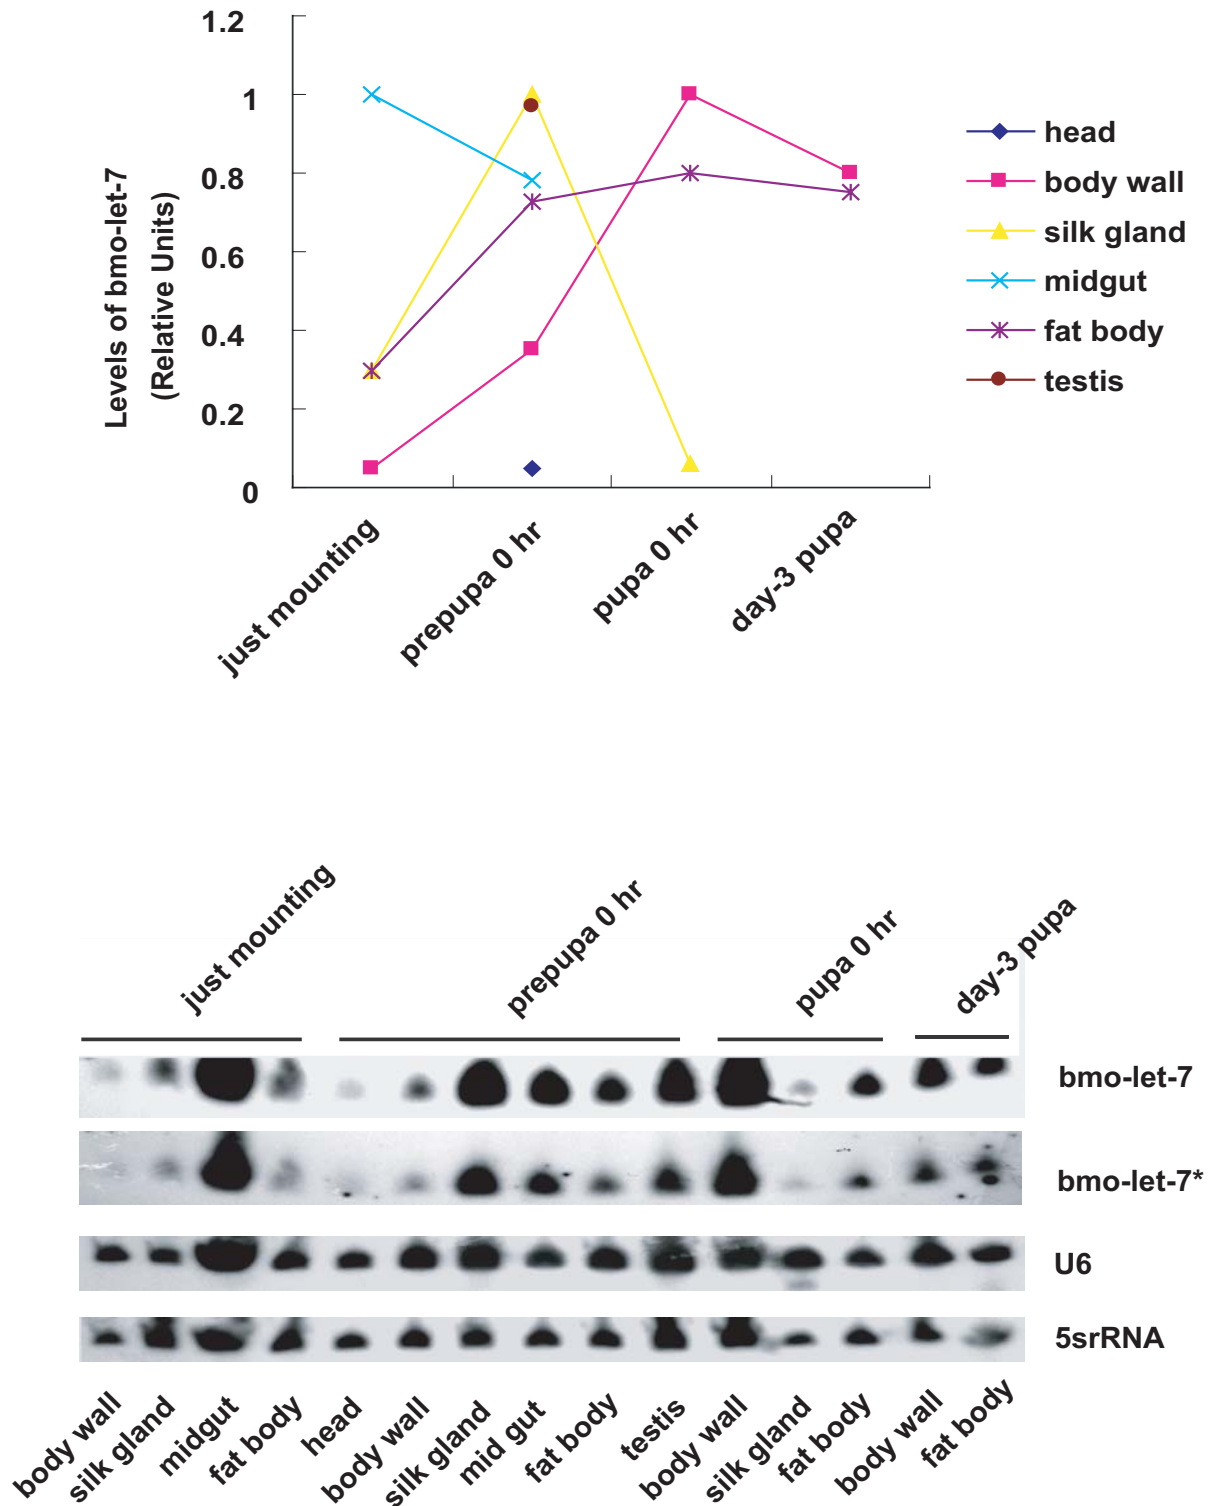 1.2
1
0.8
0.6
0.4
0.2
0
Levels of bmo-let-7
(Relative Units)
just mounting
prepupa 0 hr
pupa 0 hr
day-3 pupa
head
body wall
silk gland
midgut
fat body
testis
just mounting
prepupa 0 hr
pupa 0 hr
day-3 pupa
bmo-let-7
bmo-let-7*
U6
5srRNA
body wall
silk gland
midgut
fat body
head
body wall
silk gland
mid gut
fat body
testis
body wall
silk gland
fat body
body wall
fat body